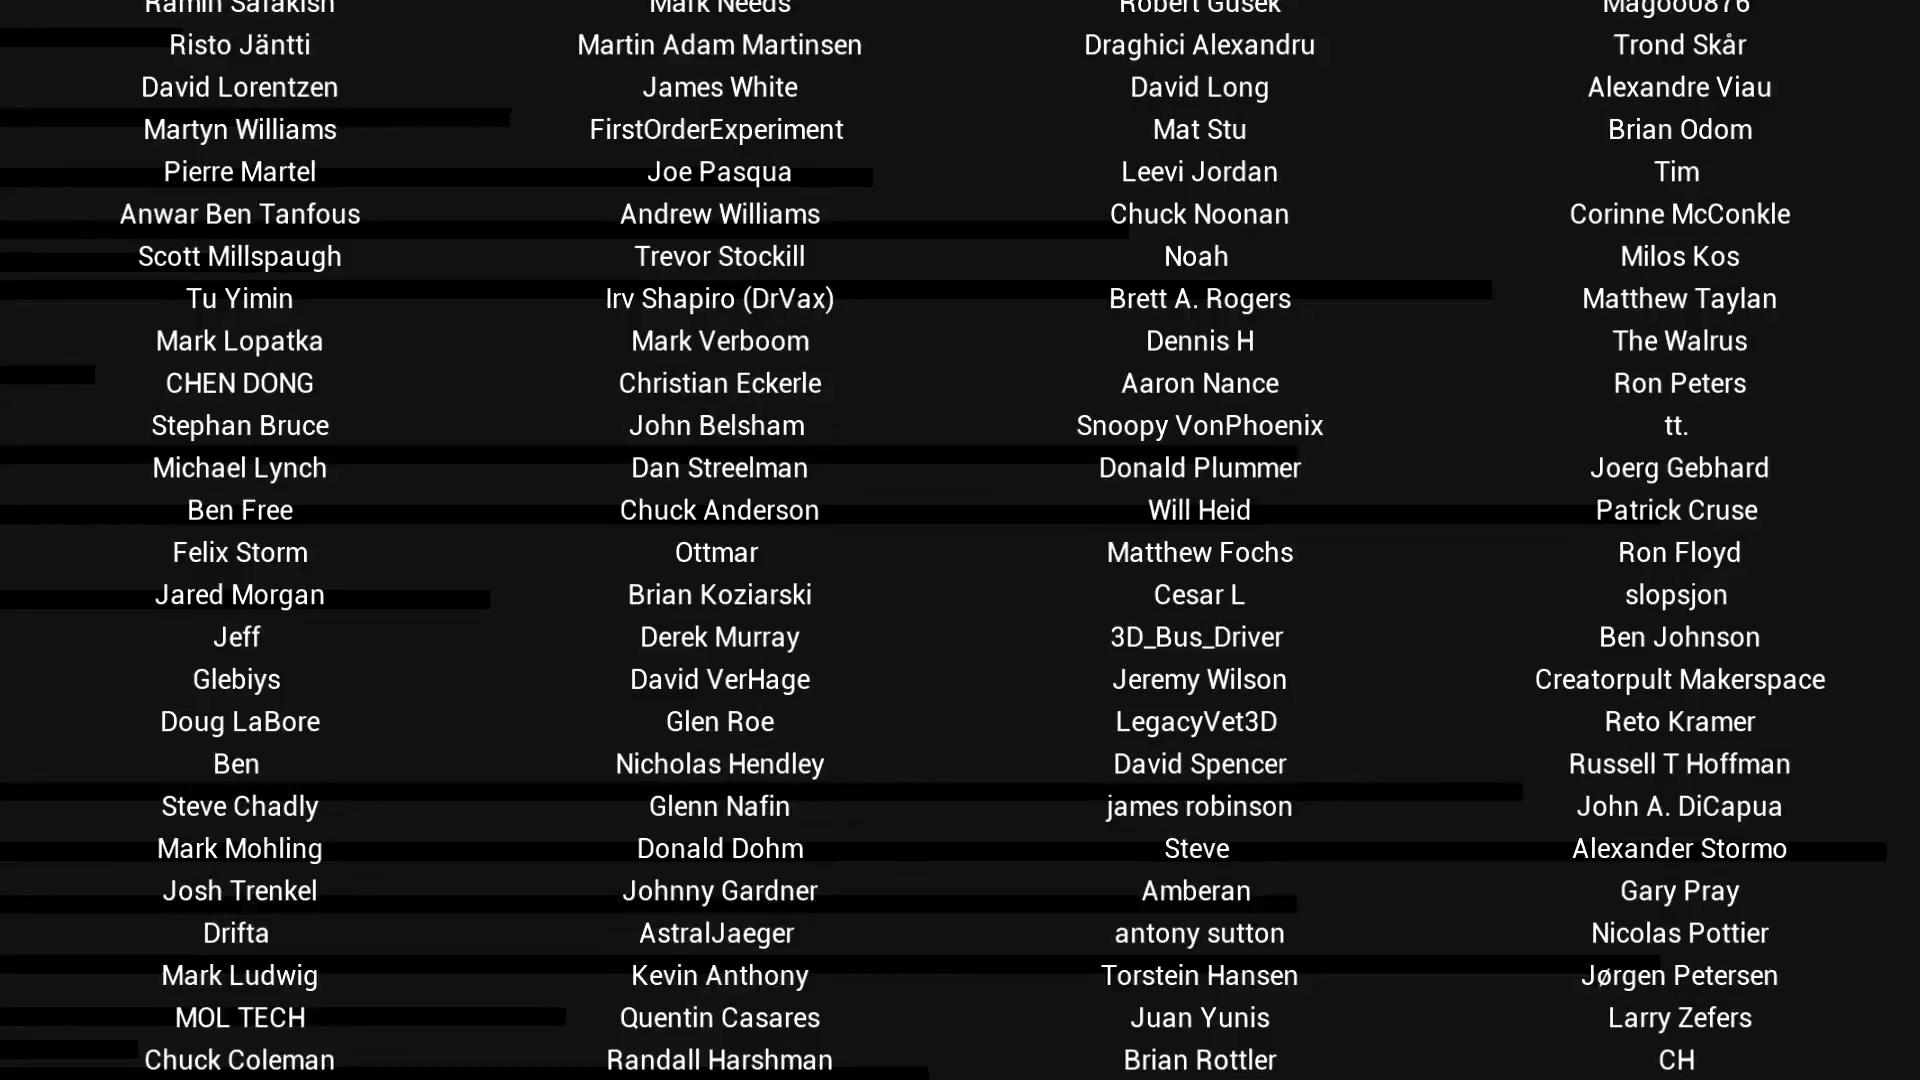 Ramin Safakish Mark Needs Robert Gusek Magoo0876
Risto Jäntti Martin Adam Martinsen Draghici Alexandru Trond Skår
David Lorentzen James White David Long Alexandre Viau
Martyn Williams FirstOrderExperiment Mat Stu Brian Odom
Pierre Martel Joe Pasqua Leevi Jordan Tim
Anwar Ben Tanfous Andrew Williams Chuck Noonan Corinne McConkle
Scott Millspaugh Trevor Stockill Noah Milos Kos
Tu Yimin Irv Shapiro (DrVax) Brett A. Rogers Matthew Taylan
Mark Lopatka Mark Verboom Dennis H The Walrus
CHEN DONG Christian Eckerle Aaron Nance Ron Peters
Stephan Bruce John Belsham Snoopy VonPhoenix tt.
Michael Lynch Dan Streelman Donald Plummer Joerg Gebhard
Ben Free Chuck Anderson Will Heid Patrick Cruse
Felix Storm Ottmar Matthew Fochs Ron Floyd
Jared Morgan Brian Koziarski Cesar L slopsjon
Jeff Derek Murray 3D_Bus_Driver Ben Johnson
Glebiys David VerHage Jeremy Wilson Creatorpult Makerspace
Doug LaBore Glen Roe LegacyVet3D Reto Kramer
Ben Nicholas Hendley David Spencer Russell T Hoffman
Steve Chadly Glenn Nafin james robinson John A. DiCapua
Mark Mohling Donald Dohm Steve Alexander Stormo
Josh Trenkel Johnny Gardner Amberan Gary Pray
Drifta AstralJaeger antony sutton Nicolas Pottier
Mark Ludwig Kevin Anthony Torstein Hansen Jørgen Petersen
MOL TECH Quentin Casares Juan Yunis Larry Zefers
Chuck Coleman Randall Harshman Brian Rottler CH